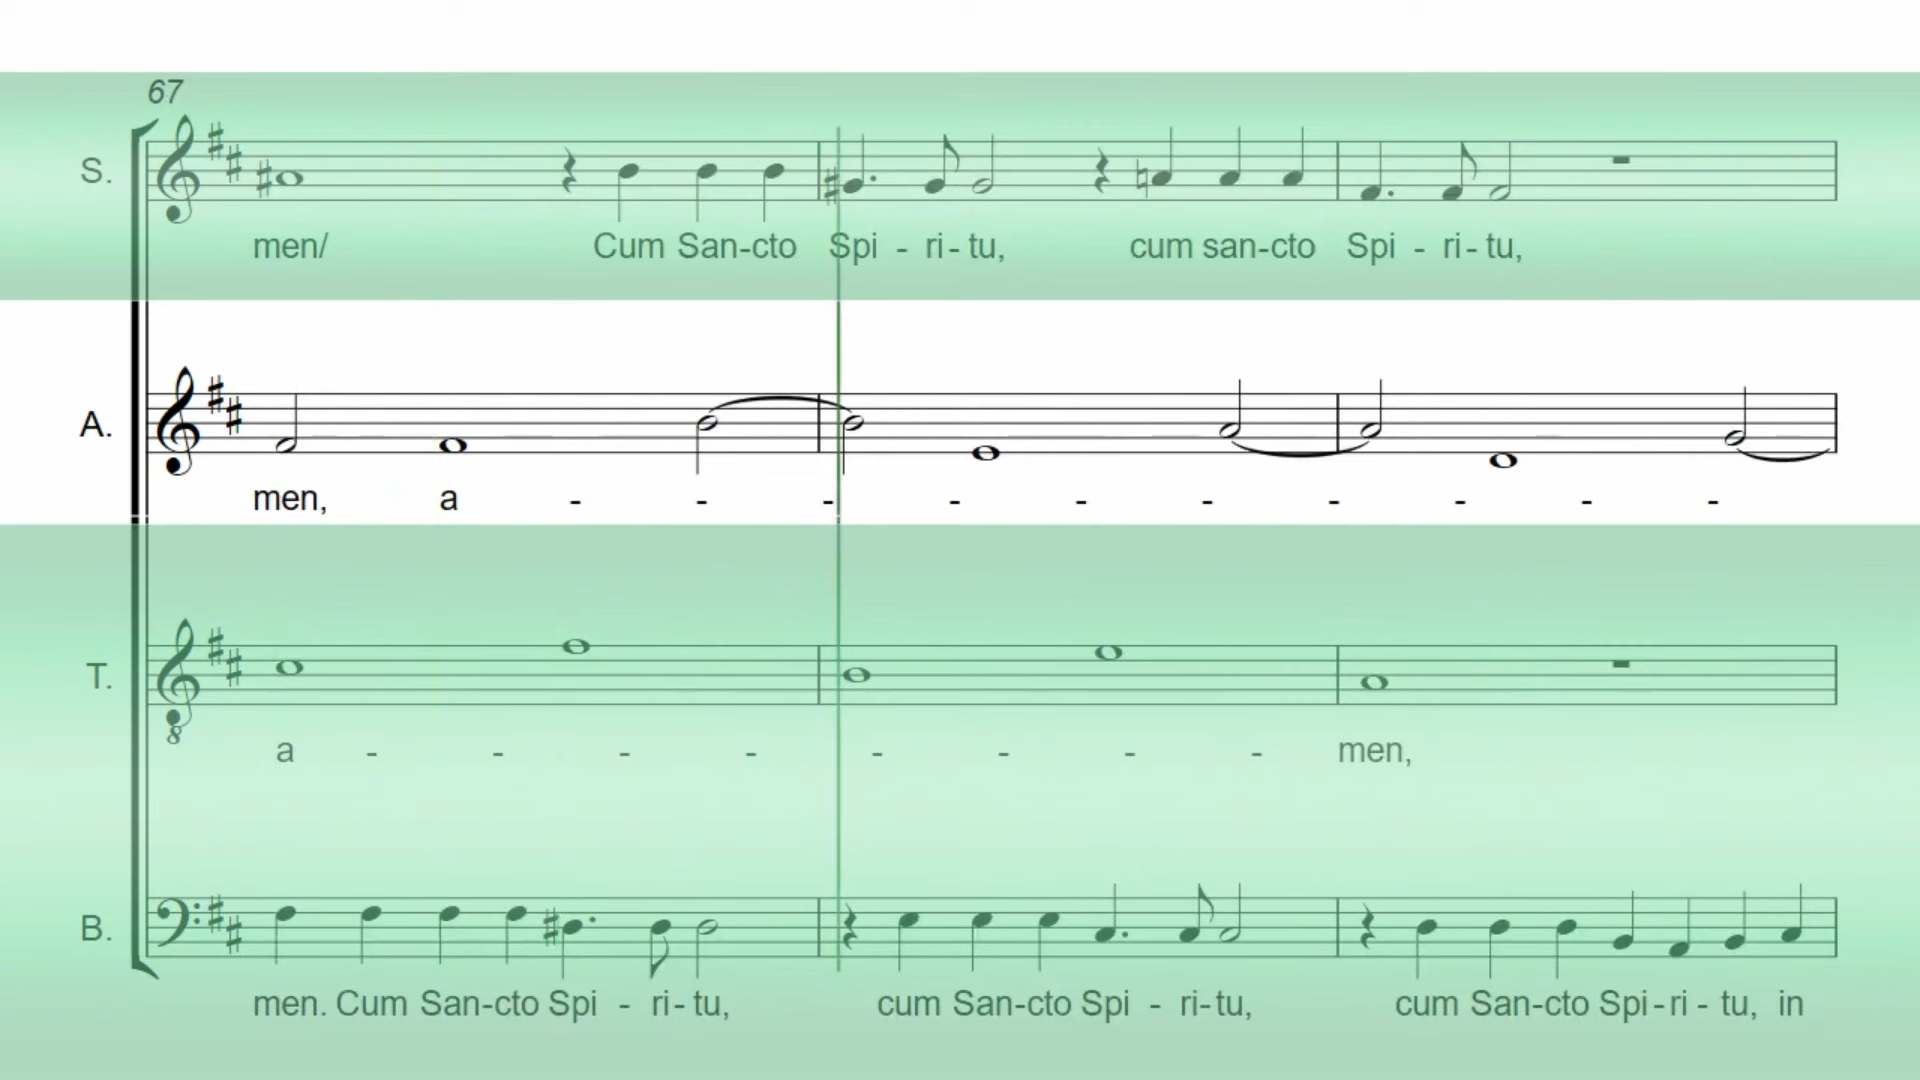 67
S.
men/ Cum San-cto Spi - ri - tu, cum san-cto Spi - ri - tu,
A.
men, a - - - - - - - - - -
T.
8
a - - - - - - - - men,
B.
men. Cum San-cto Spi - ri - tu, cum San-cto Spi - ri-tu, cum San-cto Spi - ri - tu, in